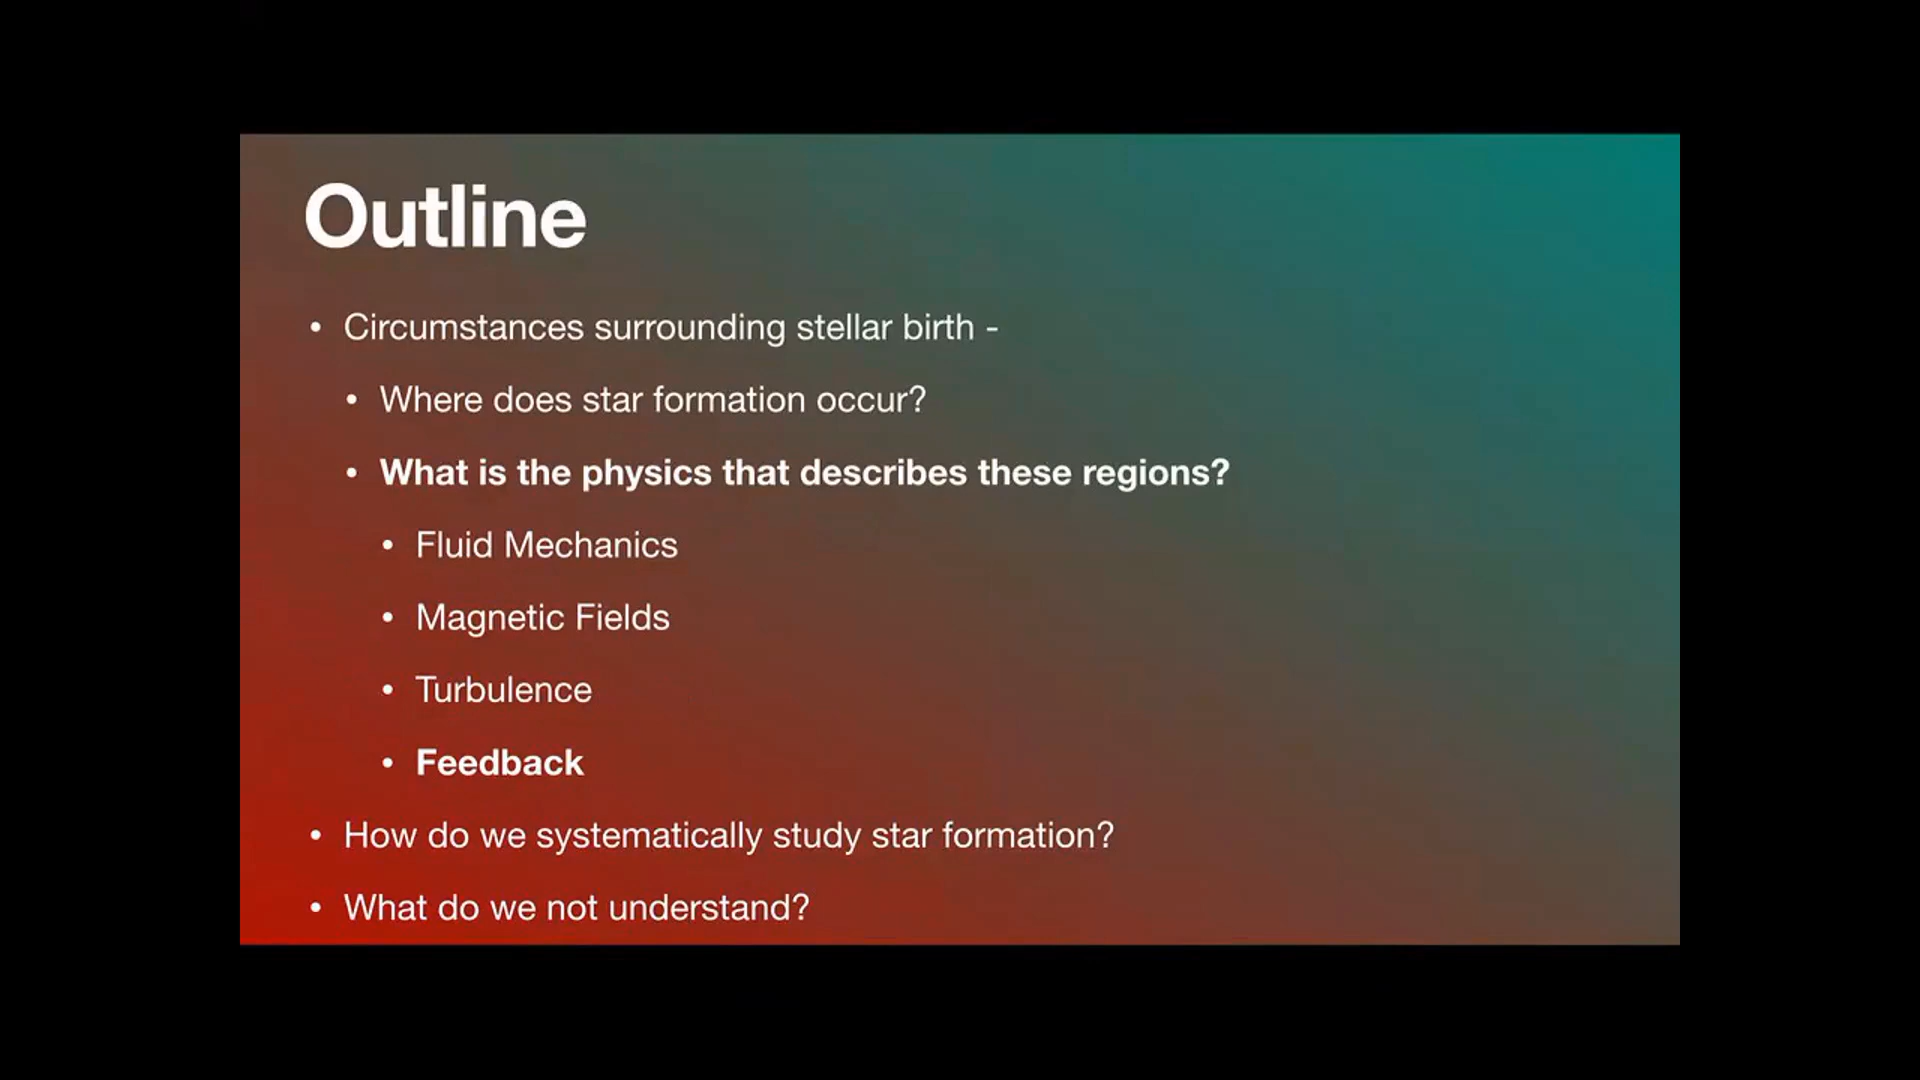 Outline
• Circumstances surrounding stellar birth -
• Where does star formation occur?
• What is the physics that describes these regions?
• Fluid Mechanics
• Magnetic Fields
• Turbulence
• Feedback
• How do we systematically study star formation?
• What do we not understand?